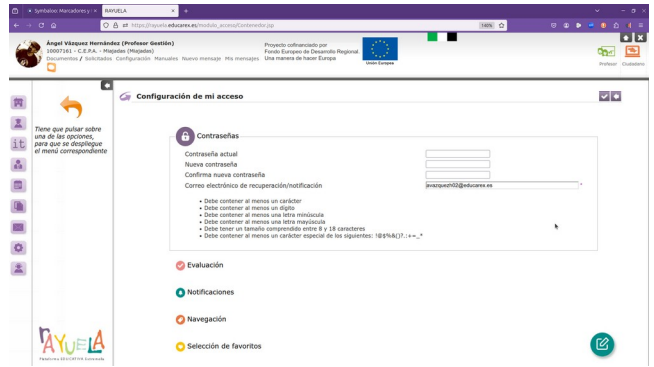 Symbaloo: Marcadores y
RAYUELA
https://rayuela.educarex.es/modulo_acceso/Contenedor.jsp
140%
Ángel Vázquez Hernández (Profesor Gestión)
10007161 - C.E.P.A. - Miajadas (Miajadas)
Documentos / Solicitados Configuración Manuales Nuevo mensaje Mis mensajes
Proyecto cofinanciado por
Fondo Europeo de Desarrollo Regional.
Una manera de hacer Europa
Unión Europea
Profesor
Ciudadano
Configuración de mi acceso
Tiene que pulsar sobre
una de las opciones,
para que se despliegue
el menú correspondiente
it
Contraseñas
Contraseña actual
Nueva contraseña
Confirma nueva contraseña
Correo electrónico de recuperación/notificación
avazquezh02@educarex.es *
• Debe contener al menos un carácter
• Debe contener al menos un dígito
• Debe contener al menos una letra minúscula
• Debe contener al menos una letra mayúscula
• Debe tener un tamaño comprendido entre 8 y 18 caracteres
• Debe contener al menos un carácter especial de los siguientes: !@$%&()?,:+=_*
Evaluación
Notificaciones
Navegación
Selección de favoritos
RAYUELA